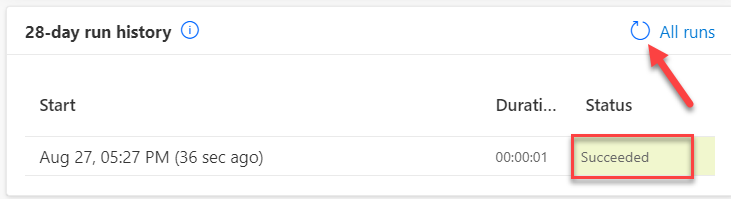 28-day run history All runs
Start Durati... Status
Aug 27, 05:27 PM (36 sec ago) 00:00:01 Succeeded